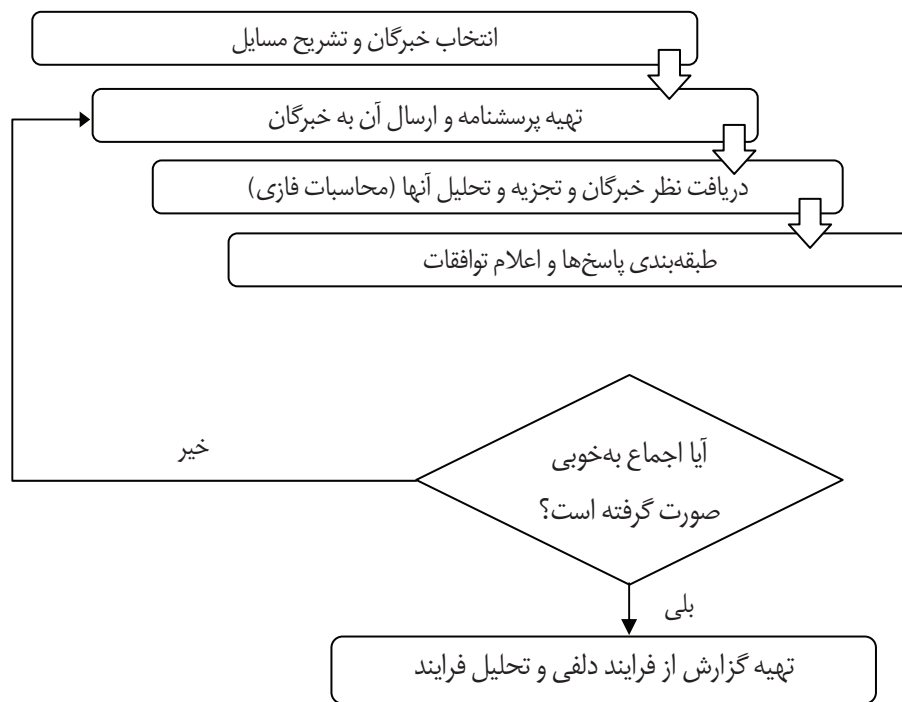 انتخاب خبرگان و تشریح مسایل
تهیه پرسشنامه و ارسال آن به خبرگان
دریافت نظر خبرگان و تجزیه و تحلیل آنها (محاسبات فازی)
طبقه‌بندی پاسخ‌ها و اعلام توافقات
آیا اجماع به‌خوبی
صورت گرفته است؟
خیر
بلی
تهیه گزارش از فرایند دلفی و تحلیل فرایند